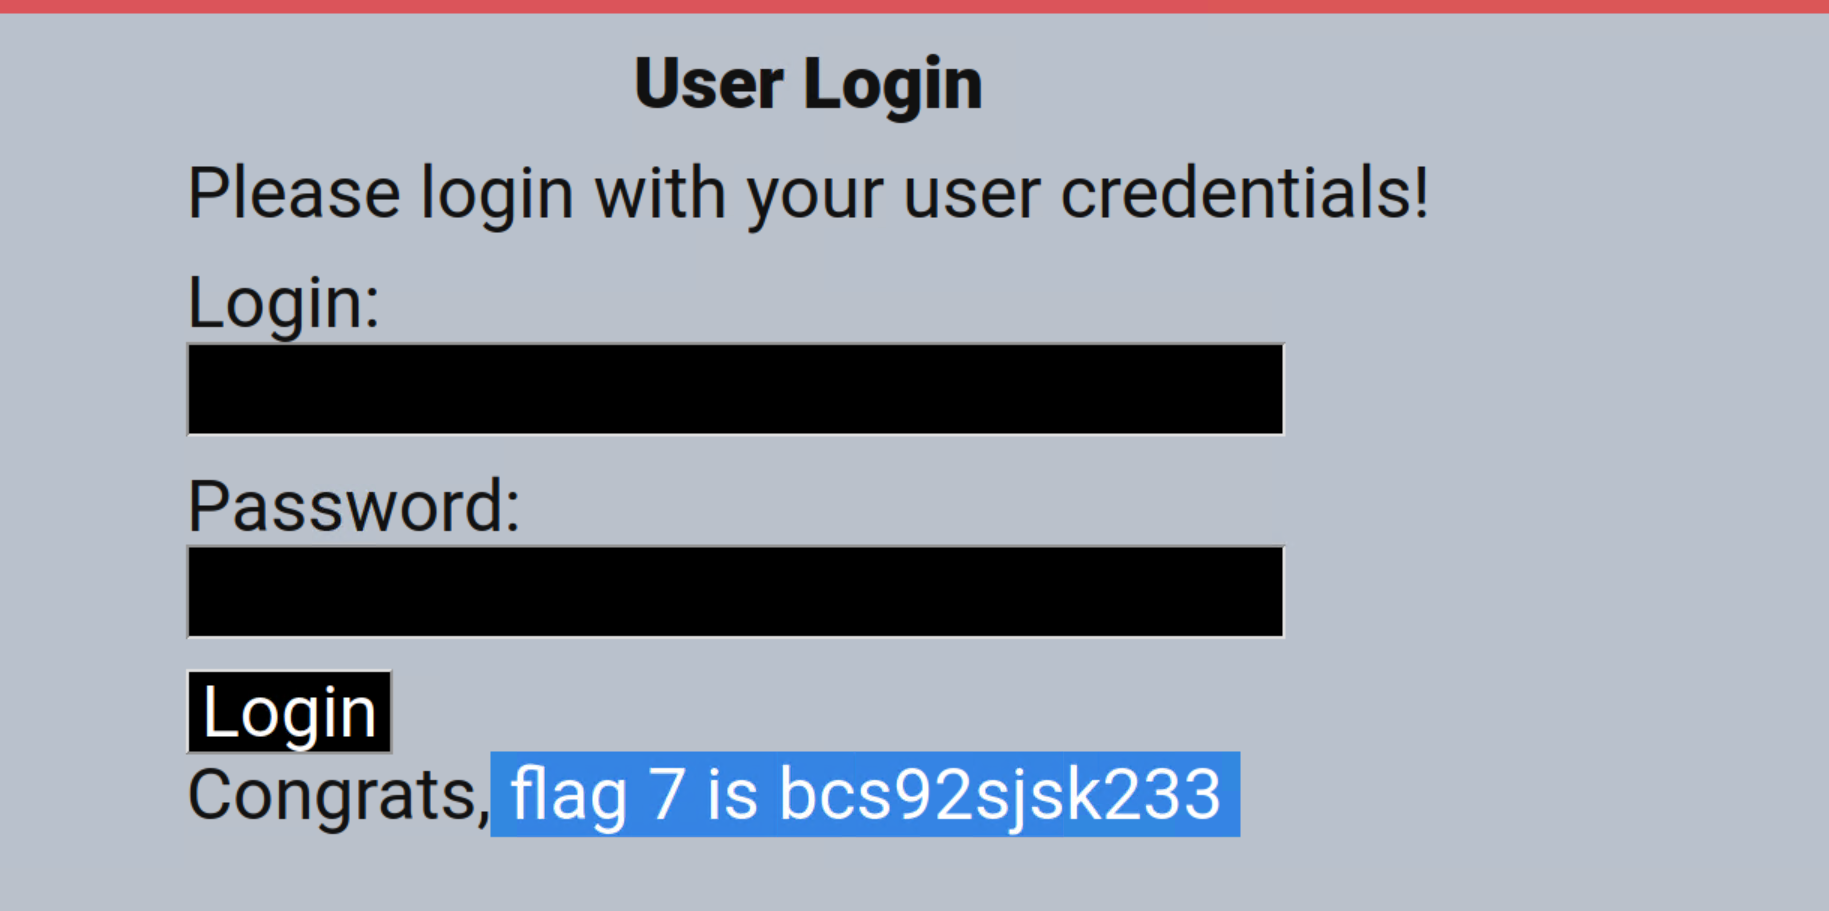 User Login
Please login with your user credentials!
Login:
Password:
Login
Congrats, flag 7 is bcs92sjsk233